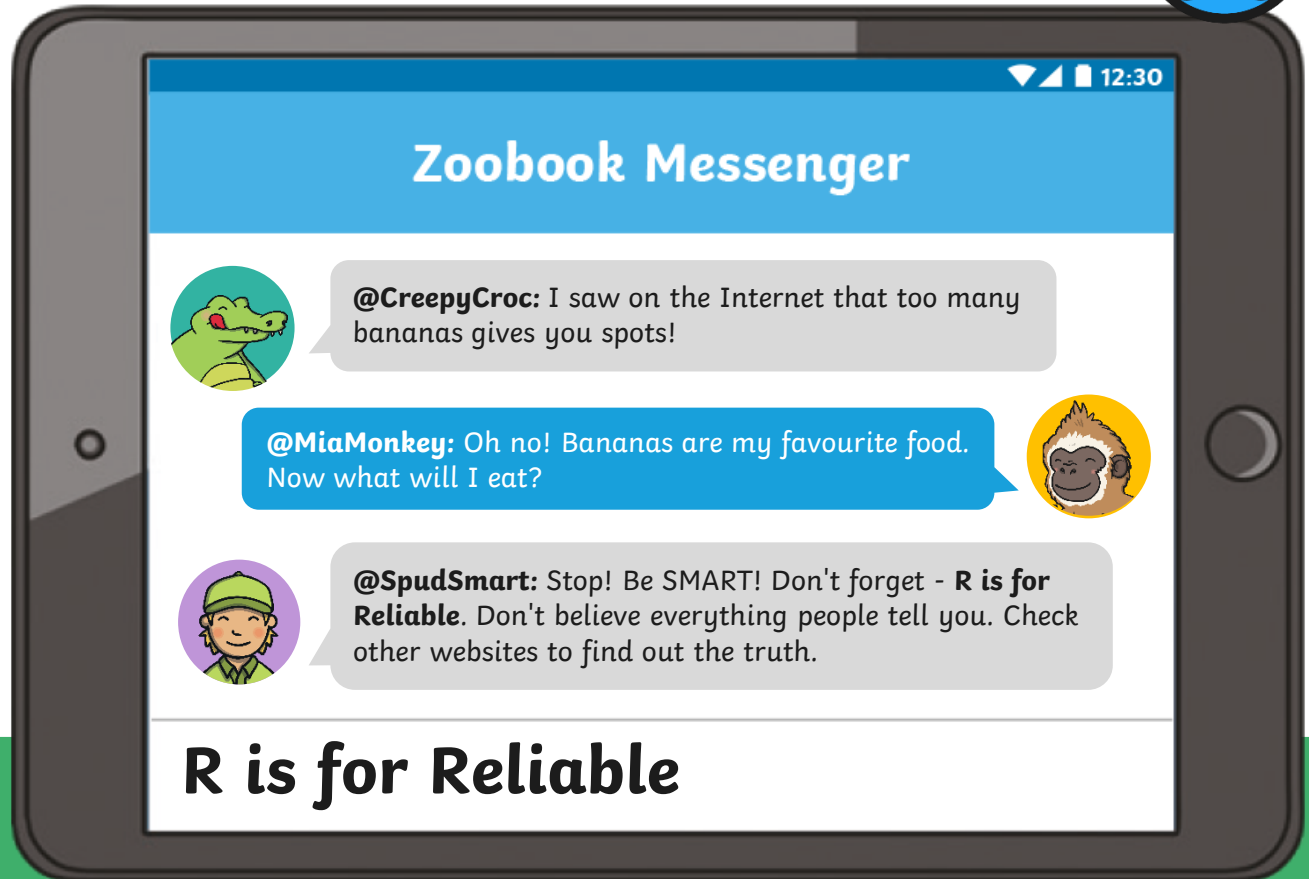 12:30
Zoobook Messenger
@CreepyCroc: I saw on the Internet that too many
bananas gives you spots!
@MiaMonkey: Oh no! Bananas are my favourite food.
Now what will I eat?
@SpudSmart: Stop! Be SMART! Don't forget - R is for
Reliable. Don't believe everything people tell you. Check
other websites to find out the truth.
R is for Reliable